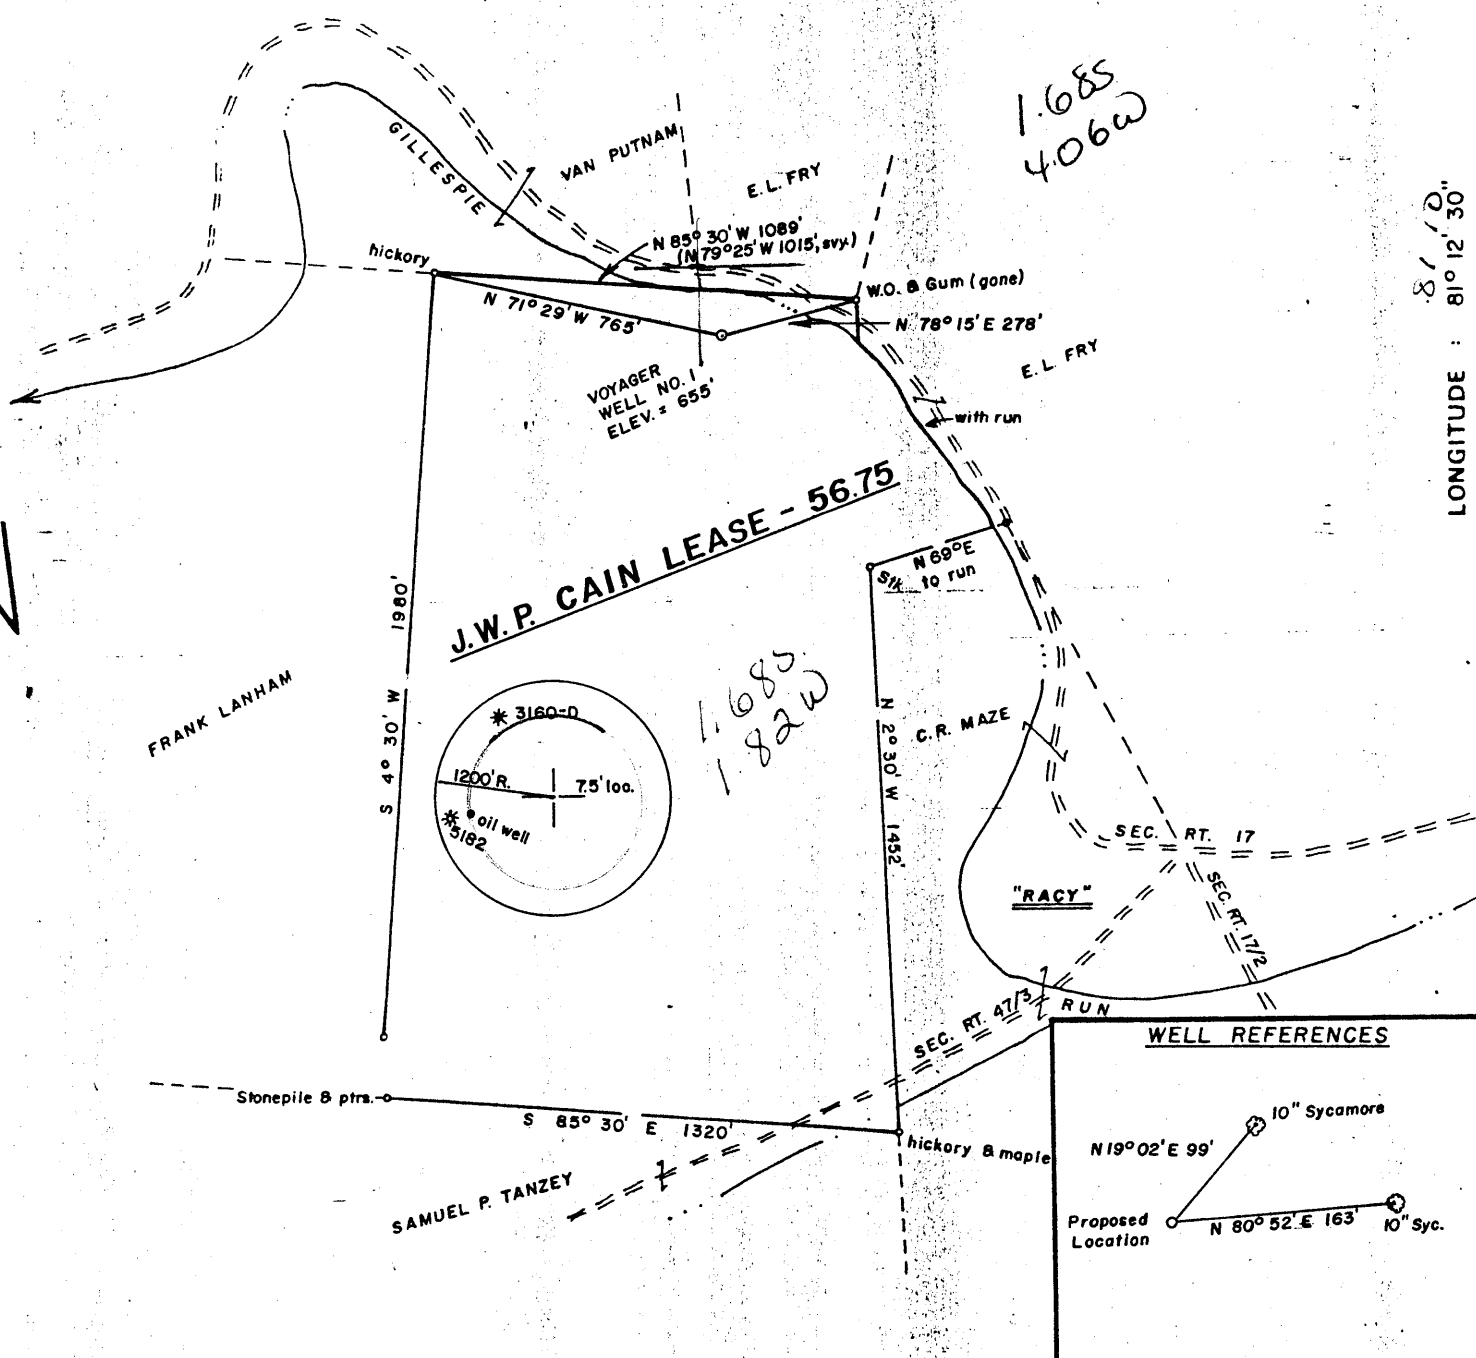 1.68S
4.06W
GILLESPIE
VAN PUTNAM
E.L. FRY
81° 12' 30"
LONGITUDE :
hickory
N 85° 30' W 1089'
(N 79° 25' W 1015', svy.)
W.O. & Gum (gone)
N 71° 29' W 765'
N 78° 15' E 278'
E.L. FRY
VOYAGER
WELL NO. 1
ELEV. = 655'
with run
J.W.P. CAIN LEASE - 56.75
N 69° E
Stk. to run
S 4° 30' W 1980'
1.68S.
1.82W
FRANK LANHAM
N 2° 30' W 1452'
C.R. MAZE
3160-D
1200' R.
7.5' loc.
oil well
5182
SEC. RT. 17
"RACY"
SEC. RT. 17/2
SEC. RT. 47/3
RUN
Stonepile & ptrs.
S 85° 30' E 1320'
hickory & maple
SAMUEL P. TANZEY
WELL REFERENCES
10" Sycamore
N 19° 02' E 99'
Proposed
Location
N 80° 52' E 163'
10" Syc.